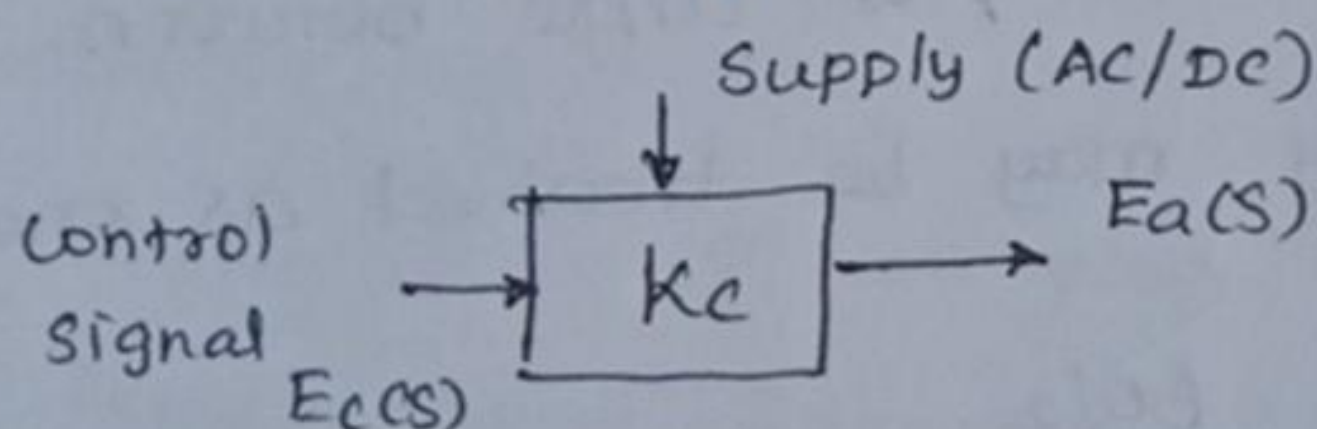 Supply (AC/DC)
Control
Signal
Ec(s)
Kc
Ea(s)